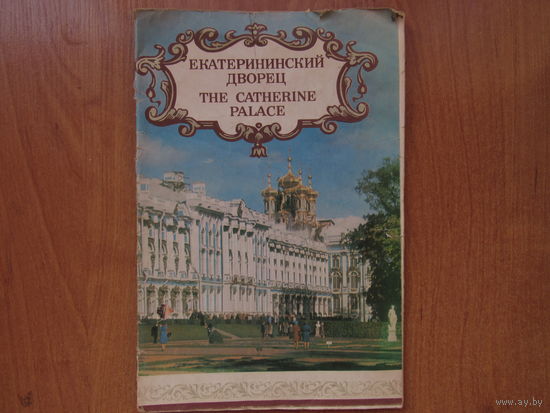 ЕКАТЕРИНИНСКИЙ
ДВОРЕЦ
THE CATHERINE
PALACE
www.ay.by